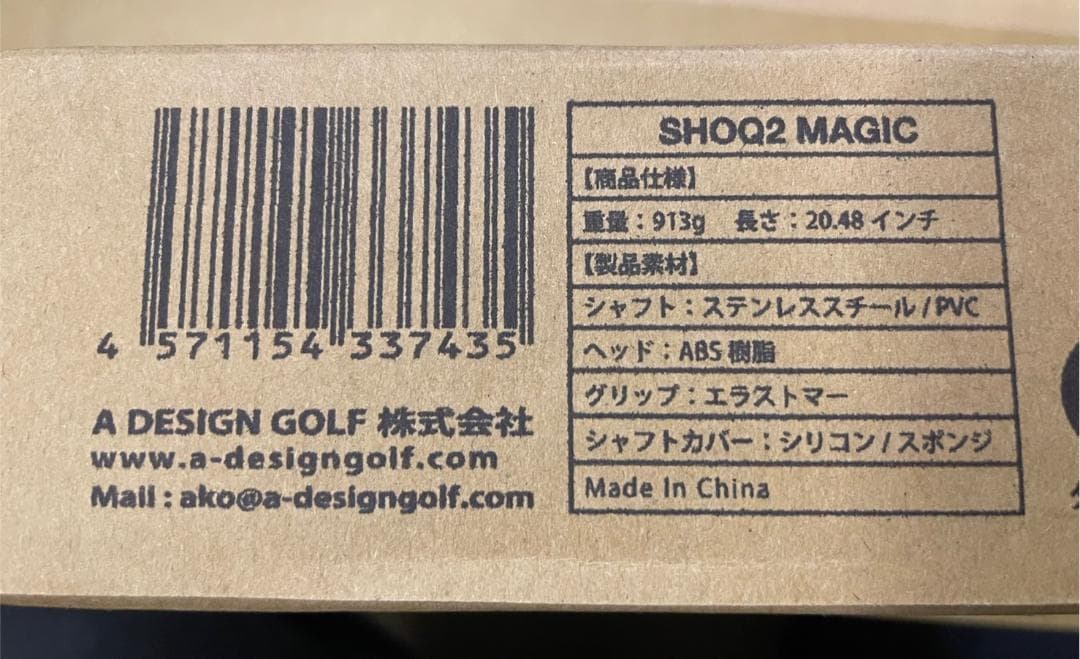 4 571154 337435
A DESIGN GOLF 株式会社
www.a-designgolf.com
Mail : ako@a-designgolf.com
SHOQ2 MAGIC
【商品仕様】
重量：913g 長さ：20.48 インチ
【製品素材】
シャフト：ステンレススチール/PVC
ヘッド：ABS 樹脂
グリップ：エラストマー
シャフトカバー：シリコン/スポンジ
Made In China